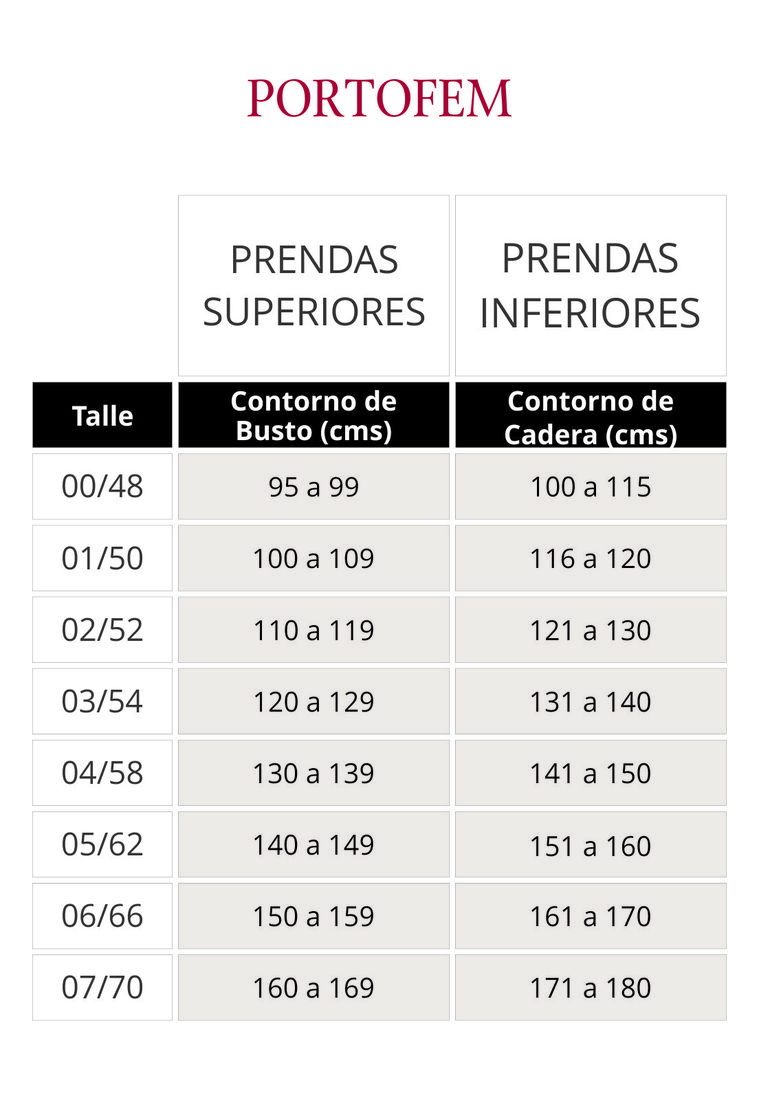 PORTOFEM
PRENDAS
SUPERIORES
PRENDAS
INFERIORES
Talle
Contorno de
Busto (cms)
Contorno de
Cadera (cms)
00/48 95 a 99 100 a 115
01/50 100 a 109 116 a 120
02/52 110 a 119 121 a 130
03/54 120 a 129 131 a 140
04/58 130 a 139 141 a 150
05/62 140 a 149 151 a 160
06/66 150 a 159 161 a 170
07/70 160 a 169 171 a 180